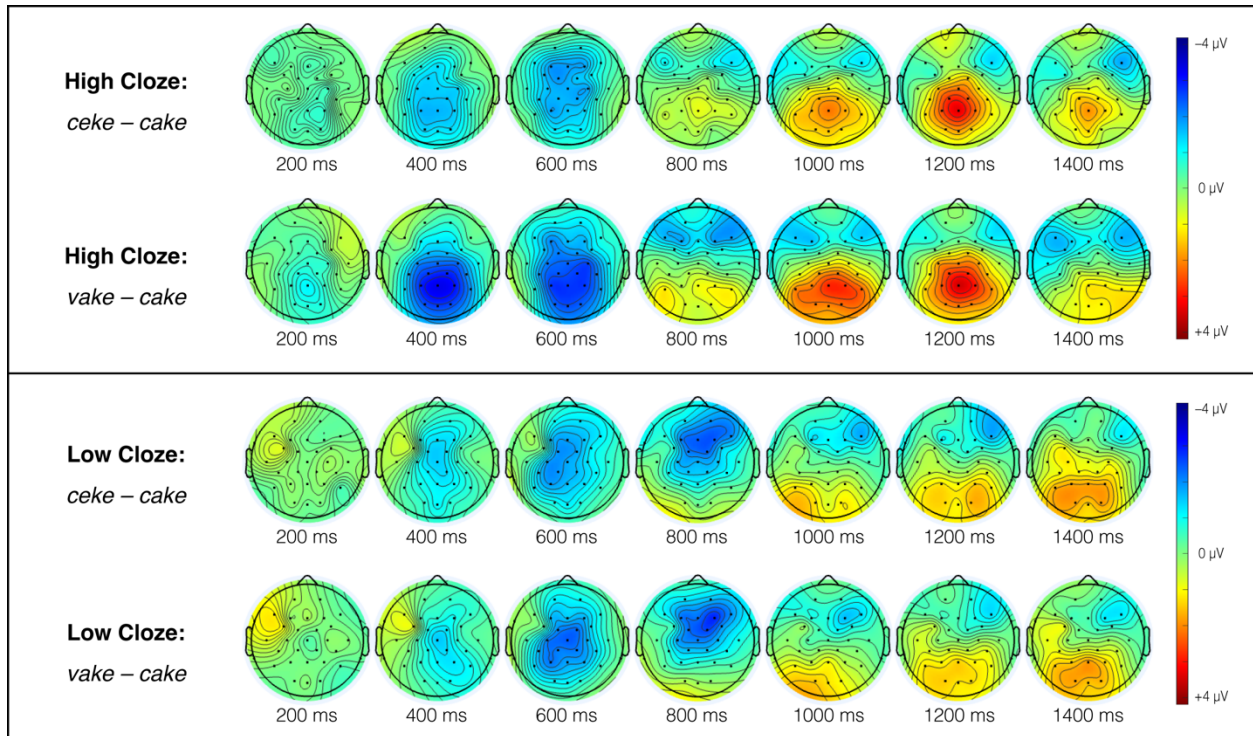 High Cloze:
ceke – cake
200 ms 400 ms 600 ms 800 ms 1000 ms 1200 ms 1400 ms
High Cloze:
vake – cake
200 ms 400 ms 600 ms 800 ms 1000 ms 1200 ms 1400 ms
–4 µV
0 µV
+4 µV
Low Cloze:
ceke – cake
200 ms 400 ms 600 ms 800 ms 1000 ms 1200 ms 1400 ms
Low Cloze:
vake – cake
200 ms 400 ms 600 ms 800 ms 1000 ms 1200 ms 1400 ms
–4 µV
0 µV
+4 µV